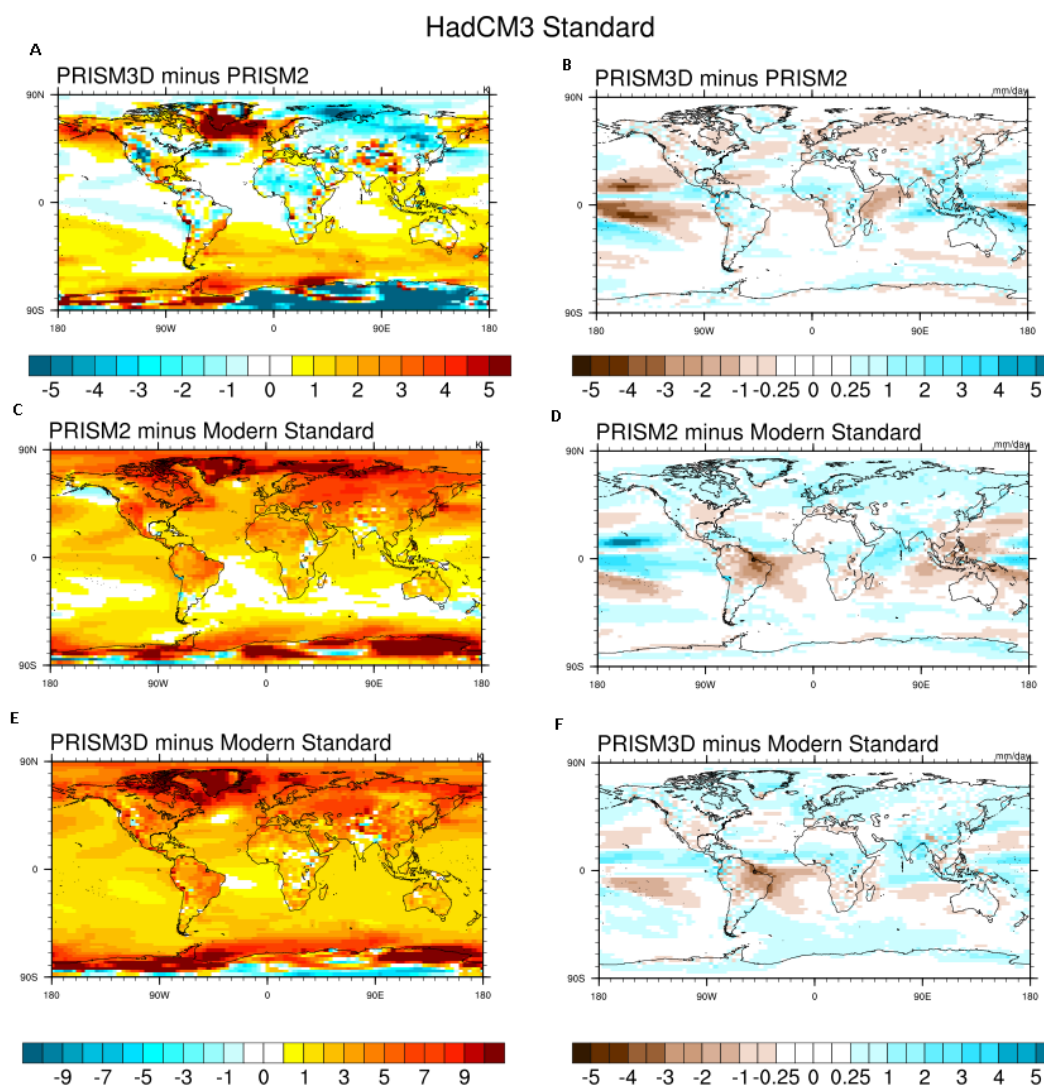 HadCM3 Standard
A
PRISM3D minus PRISM2
K
90N
0
90S
180 90W 0 90E 180
-5 -4 -3 -2 -1 0 1 2 3 4 5
B
PRISM3D minus PRISM2
mm/day
90N
0
90S
180 90W 0 90E 180
-5 -4 -3 -2 -1 -0.25 0 0.25 1 2 3 4 5
C
PRISM2 minus Modern Standard
K
90N
0
90S
180 90W 0 90E 180
D
PRISM2 minus Modern Standard
mm/day
90N
0
90S
180 90W 0 90E 180
E
PRISM3D minus Modern Standard
K
90N
0
90S
180 90W 0 90E 180
-9 -7 -5 -3 -1 0 1 3 5 7 9
F
PRISM3D minus Modern Standard
mm/day
90N
0
90S
180 90W 0 90E 180
-5 -4 -3 -2 -1 -0.25 0 0.25 1 2 3 4 5